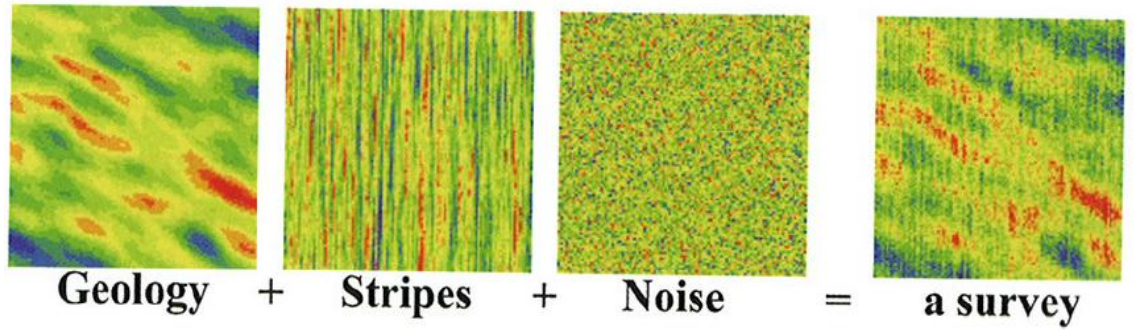 Geology + Stripes + Noise = a survey